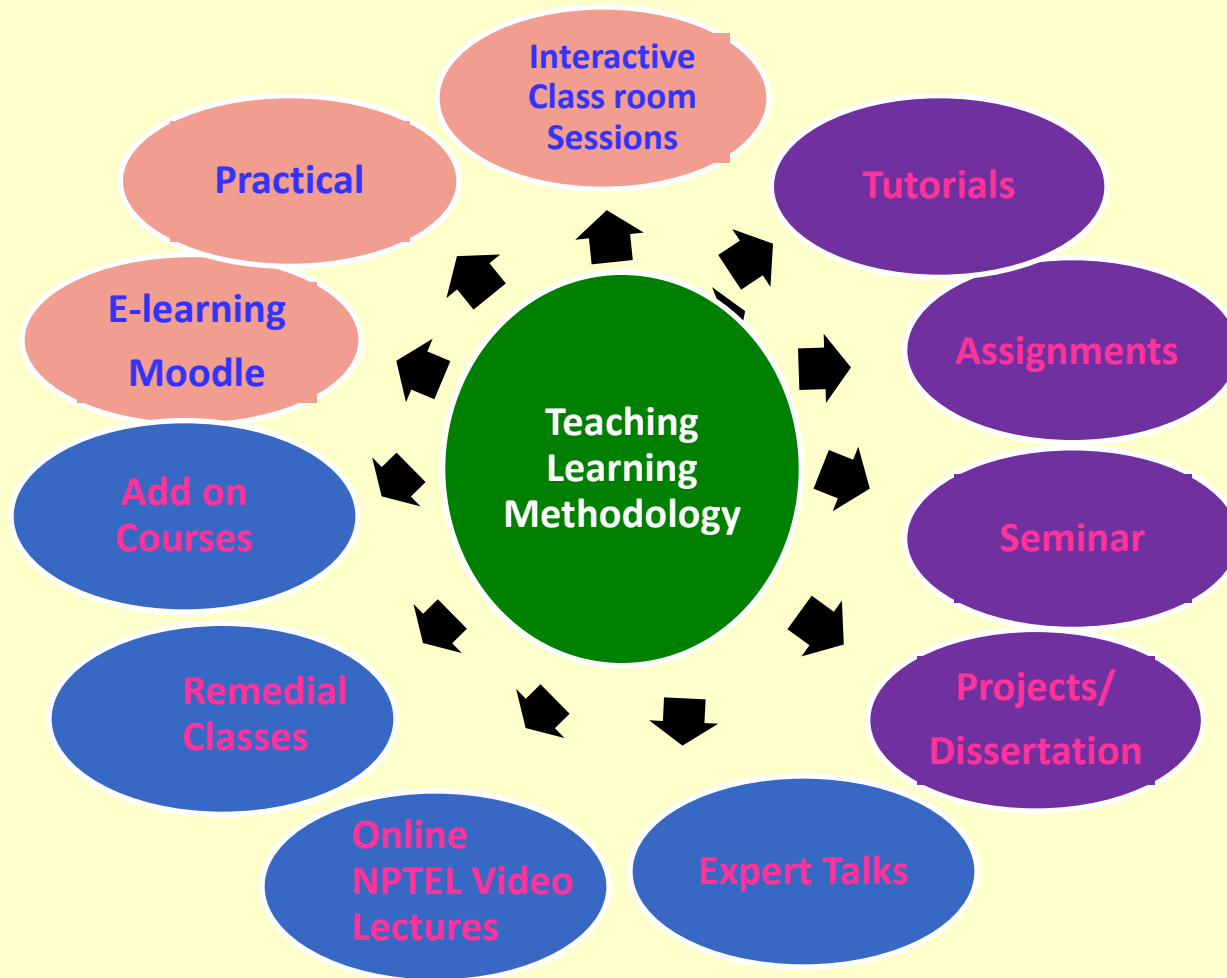 Interactive
Class room
Sessions
Tutorials
Assignments
Seminar
Projects/
Dissertation
Expert Talks
Online
NPTEL Video
Lectures
Remedial
Classes
Add on
Courses
E-learning
Moodle
Practical
Teaching
Learning
Methodology